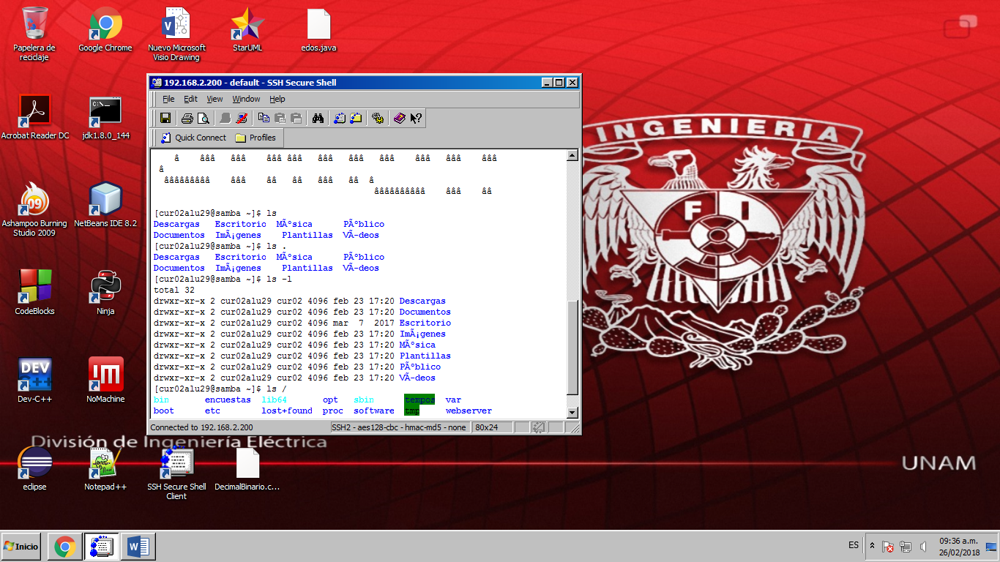 Papelera de
reciclaje
Google Chrome
Nuevo Microsoft
Visio Drawing
StarUML
edos.java
Acrobat Reader DC
C:\_
jdk1.8.0_144
09
Ashampoo Burning
Studio 2009
NetBeans IDE 8.2
CodeBlocks
Ninja
DEV
C++
Dev-C++
NoMachine
eclipse
Notepad++
SSH Secure Shell
Client
DecimalBinario.c...
192.168.2.200 - default - SSH Secure Shell
File Edit View Window Help
Quick Connect Profiles
â âââ âââ âââ âââ âââ âââ âââ âââ âââ âââ
â
âââââââââ âââ ââ ââ âââ ââ â
ââââââââââ âââ ââ
[cur02alu29@samba ~]$ ls
Descargas Escritorio MÃºsica PÃºblico
Documentos ImÃ¡genes Plantillas VÃ-deos
[cur02alu29@samba ~]$ ls .
Descargas Escritorio MÃºsica PÃºblico
Documentos ImÃ¡genes Plantillas VÃ-deos
[cur02alu29@samba ~]$ ls -l
total 32
drwxr-xr-x 2 cur02alu29 cur02 4096 feb 23 17:20 Descargas
drwxr-xr-x 2 cur02alu29 cur02 4096 feb 23 17:20 Documentos
drwxr-xr-x 2 cur02alu29 cur02 4096 mar 7 2017 Escritorio
drwxr-xr-x 2 cur02alu29 cur02 4096 feb 23 17:20 ImÃ¡genes
drwxr-xr-x 2 cur02alu29 cur02 4096 feb 23 17:20 MÃºsica
drwxr-xr-x 2 cur02alu29 cur02 4096 feb 23 17:20 Plantillas
drwxr-xr-x 2 cur02alu29 cur02 4096 feb 23 17:20 PÃºblico
drwxr-xr-x 2 cur02alu29 cur02 4096 feb 23 17:20 VÃ-deos
[cur02alu29@samba ~]$ ls /
bin encuestas lib64 opt sbin tempos var
boot etc lost+found proc software tmp webserver
Connected to 192.168.2.200 SSH2 - aes128-cbc - hmac-md5 - none 80x24
INGENIERIA
F I
División de Ingeniería Eléctrica
UNAM
Inicio
ES
09:36 a.m.
26/02/2018